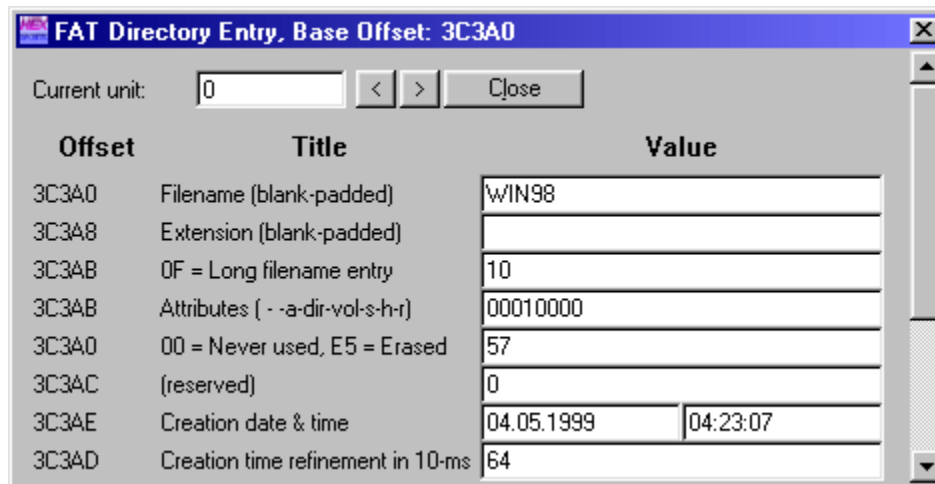 HEX FAT Directory Entry, Base Offset: 3C3A0
Current unit: 0 < > Close
Offset Title Value
3C3A0 Filename (blank-padded) WIN98
3C3A8 Extension (blank-padded)
3C3AB 0F = Long filename entry 10
3C3AB Attributes ( - -a-dir-vol-s-h-r) 00010000
3C3A0 00 = Never used, E5 = Erased 57
3C3AC (reserved) 0
3C3AE Creation date & time 04.05.1999 04:23:07
3C3AD Creation time refinement in 10-ms 64